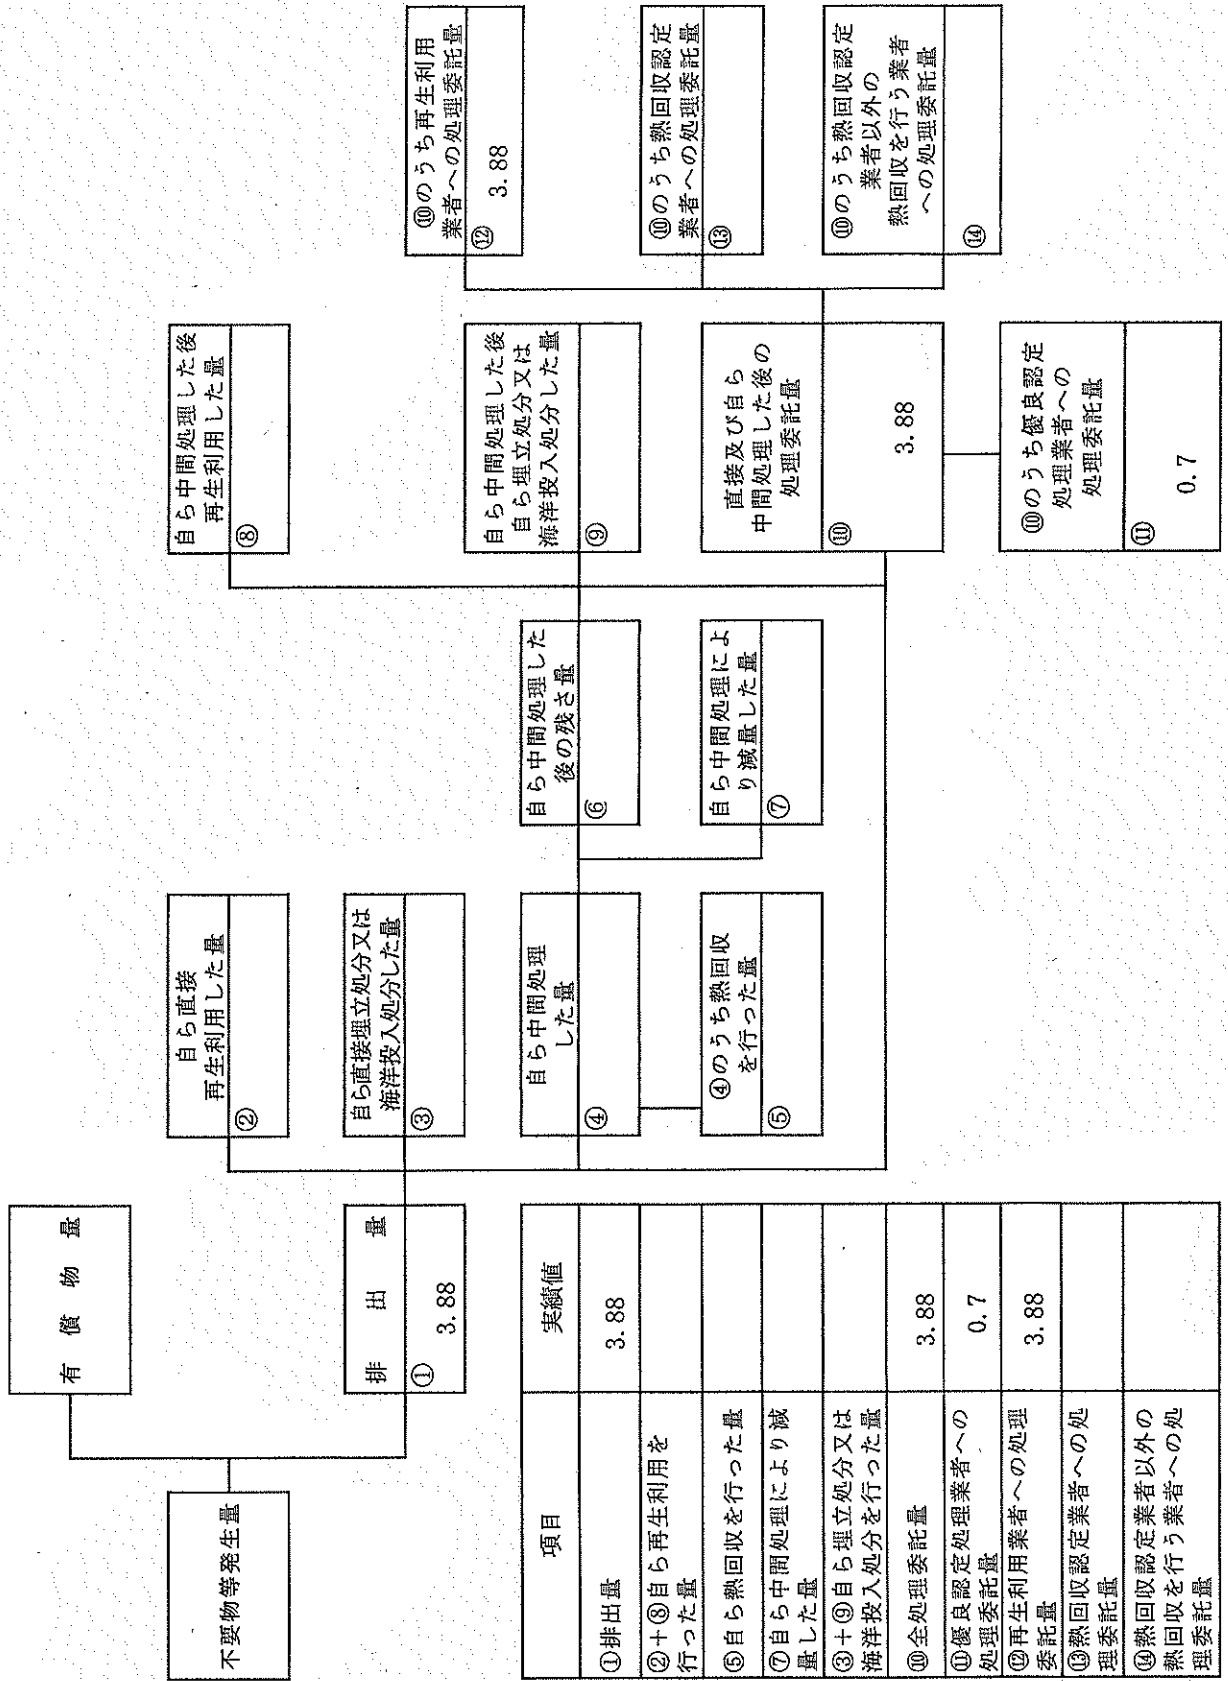 不要物等発生量
有償物量
排出量
①
3.88
自ら直接
再生利用した量
②
自ら直接埋立処分又は
海洋投入処分した量
③
自ら中間処理
した量
④
④のうち熱回収
を行った量
⑤
自ら中間処理した
後の残さ量
⑥
自ら中間処理によ
り減量した量
⑦
自ら中間処理した後
再生利用した量
⑧
自ら中間処理した後
自ら埋立処分又は
海洋投入処分した量
⑨
直接及び自ら
中間処理した後の
処理委託量
⑩
3.88
⑩のうち優良認定
処理業者への
処理委託量
⑪
0.7
⑩のうち再生利用
業者への処理委託量
⑫
3.88
⑩のうち熱回収認定
業者への処理委託量
⑬
⑩のうち熱回収認定
業者以外の
熱回収を行う業者
への処理委託量
⑭
項目 実績値
①排出量 3.88
②+⑧自ら再生利用を
行った量
⑤自ら熱回収を行った量
⑦自ら中間処理により減
量した量
③+⑨自ら埋立処分又は
海洋投入処分を行った量
⑩全処理委託量 3.88
⑪優良認定処理業者への
処理委託量 0.7
⑫再生利用業者への処理
委託量 3.88
⑬熱回収認定業者への処
理委託量
⑭熱回収認定業者以外の
熱回収を行う業者への処
理委託量